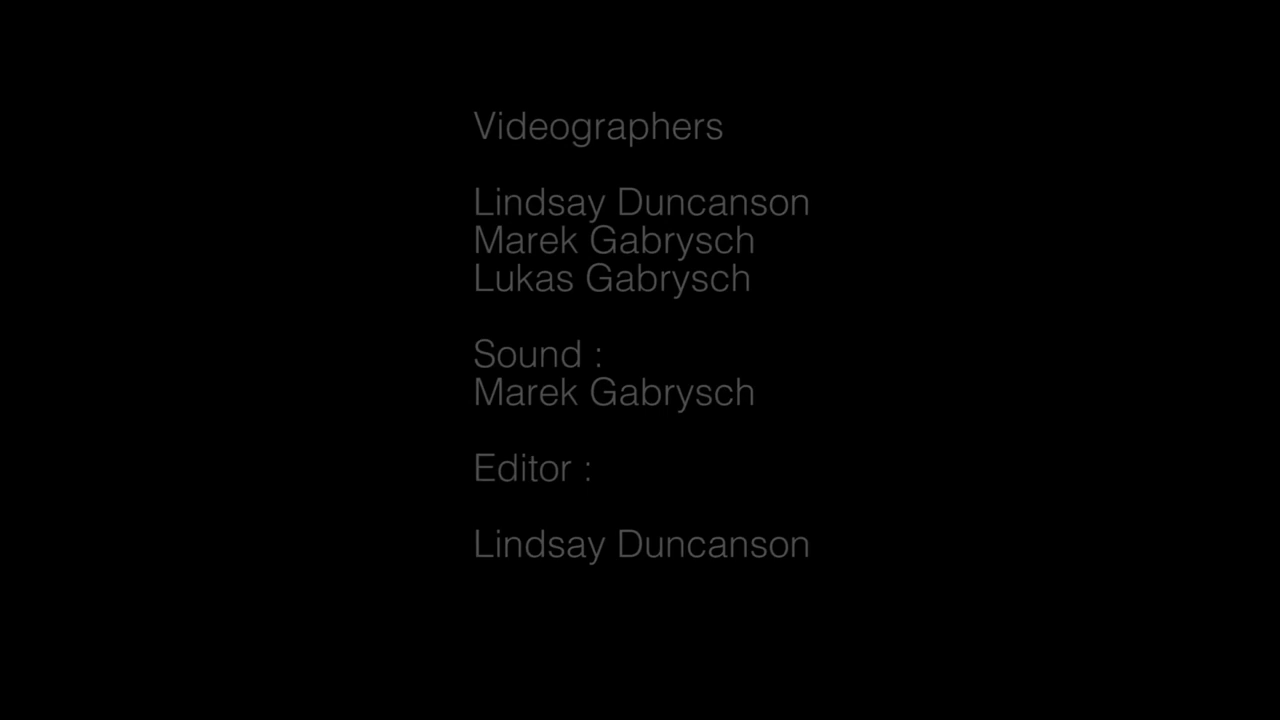 Videographers
Lindsay Duncanson
Marek Gabrysch
Lukas Gabrysch
Sound :
Marek Gabrysch
Editor :
Lindsay Duncanson